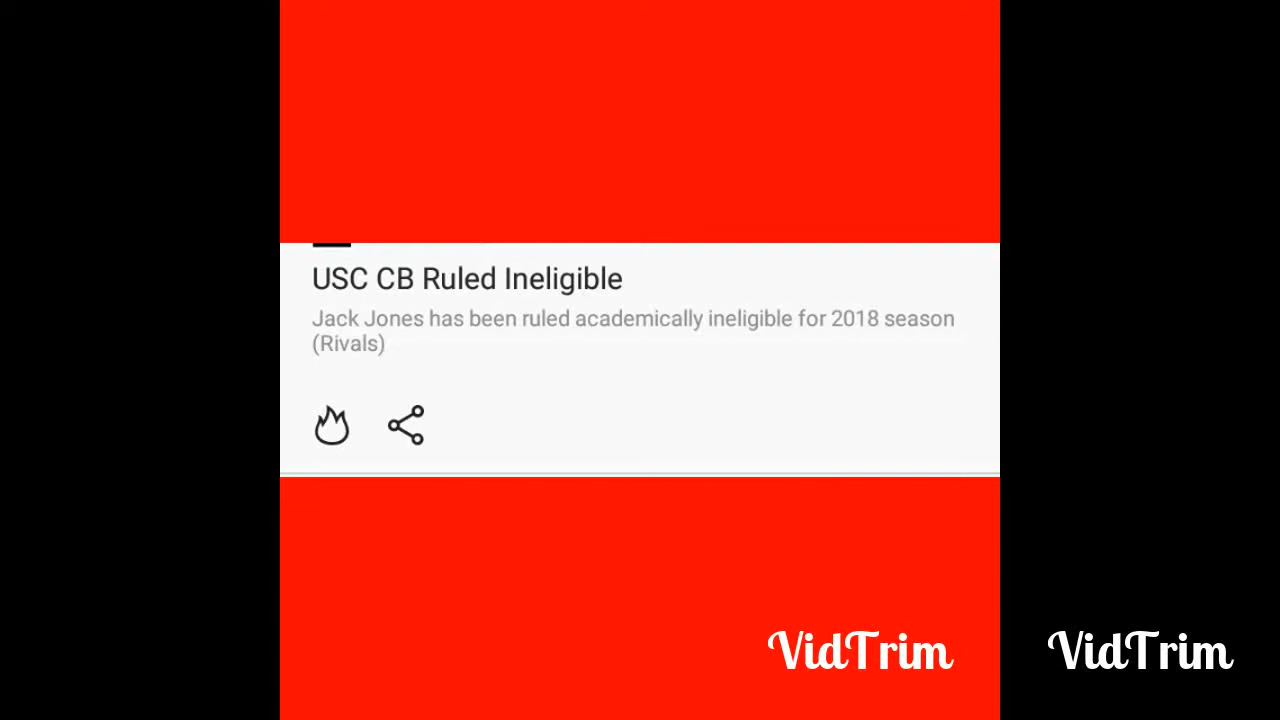 USC CB Ruled Ineligible
Jack Jones has been ruled academically ineligible for 2018 season
(Rivals)
VidTrim VidTrim